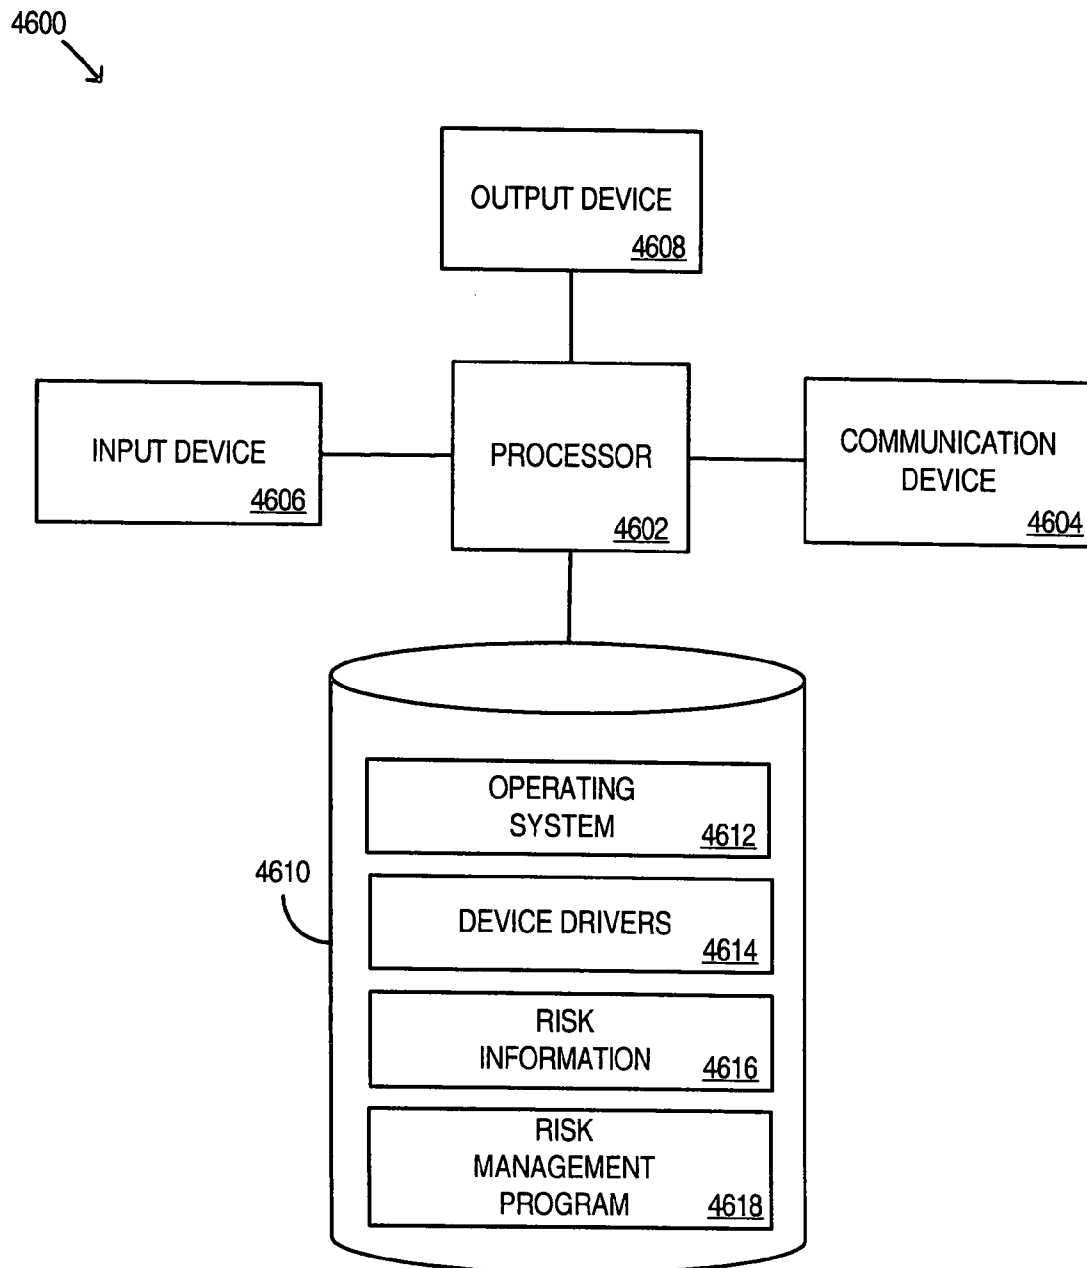 4600
OUTPUT DEVICE
4608
INPUT DEVICE
4606
PROCESSOR
4602
COMMUNICATION
DEVICE
4604
4610
OPERATING
SYSTEM
4612
DEVICE DRIVERS
4614
RISK
INFORMATION
4616
RISK
MANAGEMENT
PROGRAM
4618